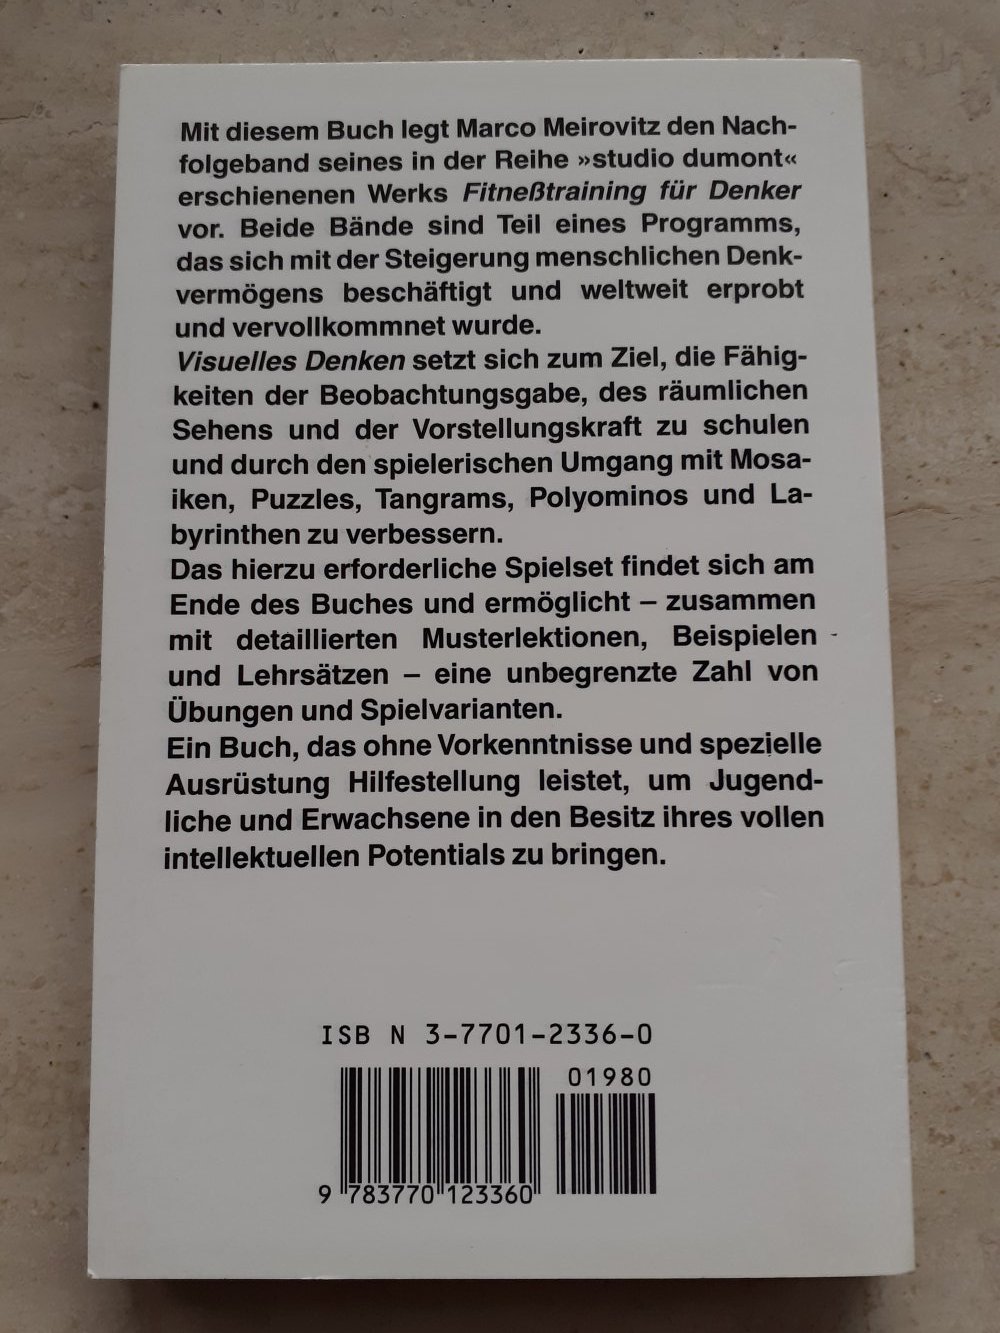 Mit diesem Buch legt Marco Meirovitz den Nach-
folgeband seines in der Reihe »studio dumont«
erschienenen Werks Fitneßtraining für Denker
vor. Beide Bände sind Teil eines Programms,
das sich mit der Steigerung menschlichen Denk-
vermögens beschäftigt und weltweit erprobt
und vervollkommnet wurde.
Visuelles Denken setzt sich zum Ziel, die Fähig-
keiten der Beobachtungsgabe, des räumlichen
Sehens und der Vorstellungskraft zu schulen
und durch den spielerischen Umgang mit Mosa-
iken, Puzzles, Tangrams, Polyominos und La-
byrinthen zu verbessern.
Das hierzu erforderliche Spielset findet sich am
Ende des Buches und ermöglicht – zusammen
mit detaillierten Musterlektionen, Beispielen
und Lehrsätzen – eine unbegrenzte Zahl von
Übungen und Spielvarianten.
Ein Buch, das ohne Vorkenntnisse und spezielle
Ausrüstung Hilfestellung leistet, um Jugend-
liche und Erwachsene in den Besitz ihres vollen
intellektuellen Potentials zu bringen.
ISB N 3-7701-2336-0
01980
9 783770 123360